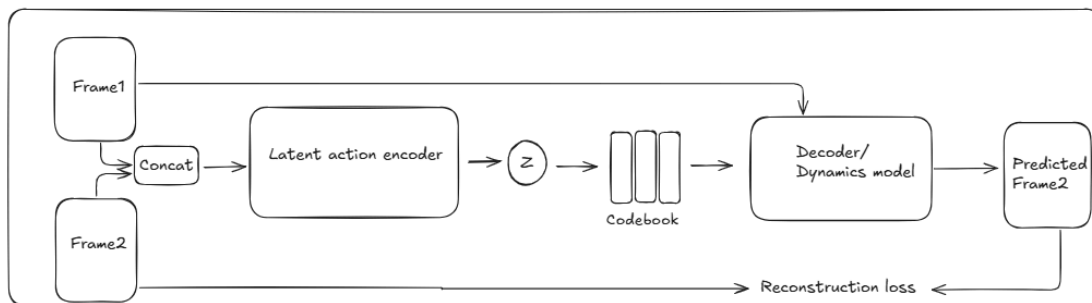 Frame1
Concat
Latent action encoder
z
Codebook
Decoder/
Dynamics model
Predicted
Frame2
Frame2
Reconstruction loss